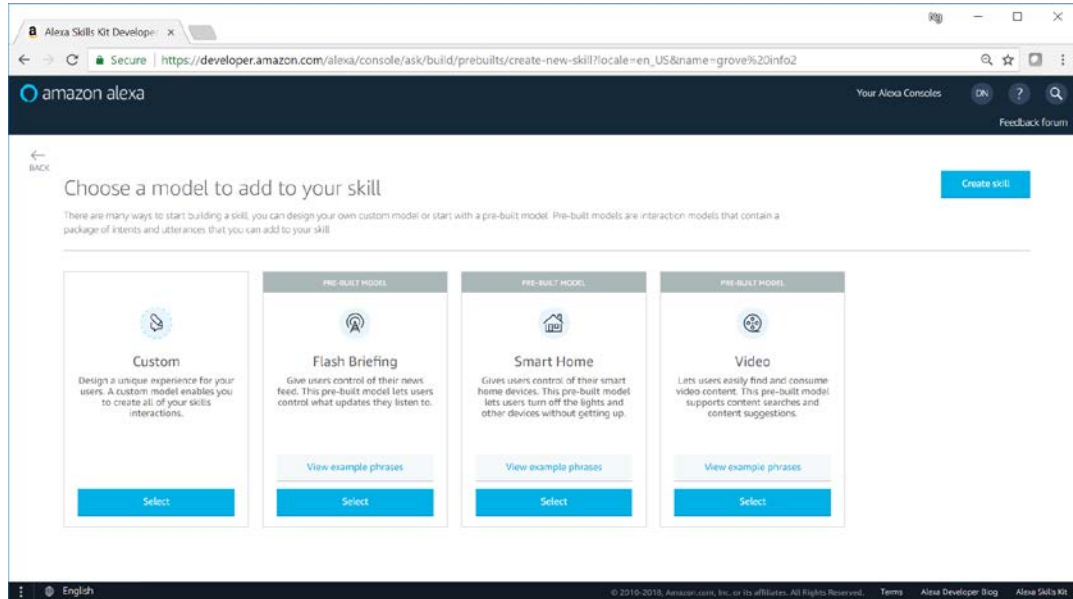 Alexa Skills Kit Develope
Secure | https://developer.amazon.com/alexa/console/ask/build/prebuilts/create-new-skill?locale=en_US&name=grove%20info2
amazon alexa
Your Alexa Consoles
DN
?
Feedback forum
BACK
Choose a model to add to your skill
Create skill
There are many ways to start building a skill, you can design your own custom model or start with a pre-built model. Pre-built models are interaction models that contain a
package of intents and utterances that you can add to your skill
Custom
Design a unique experience for your
users. A custom model enables you
to create all of your skills
interactions.
Select
PRE-BUILT MODEL
Flash Briefing
Give users control of their news
feed. This pre-built model lets users
control what updates they listen to.
View example phrases
Select
PRE-BUILT MODEL
Smart Home
Gives users control of their smart
home devices. This pre-built model
lets users turn off the lights and
other devices without getting up.
View example phrases
Select
PRE-BUILT MODEL
Video
Lets users easily find and consume
video content. This pre-built model
supports content searches and
content suggestions.
View example phrases
Select
English
© 2010-2018, Amazon.com, Inc. or its affiliates. All Rights Reserved.
Terms
Alexa Developer Blog
Alexa Skills Kit